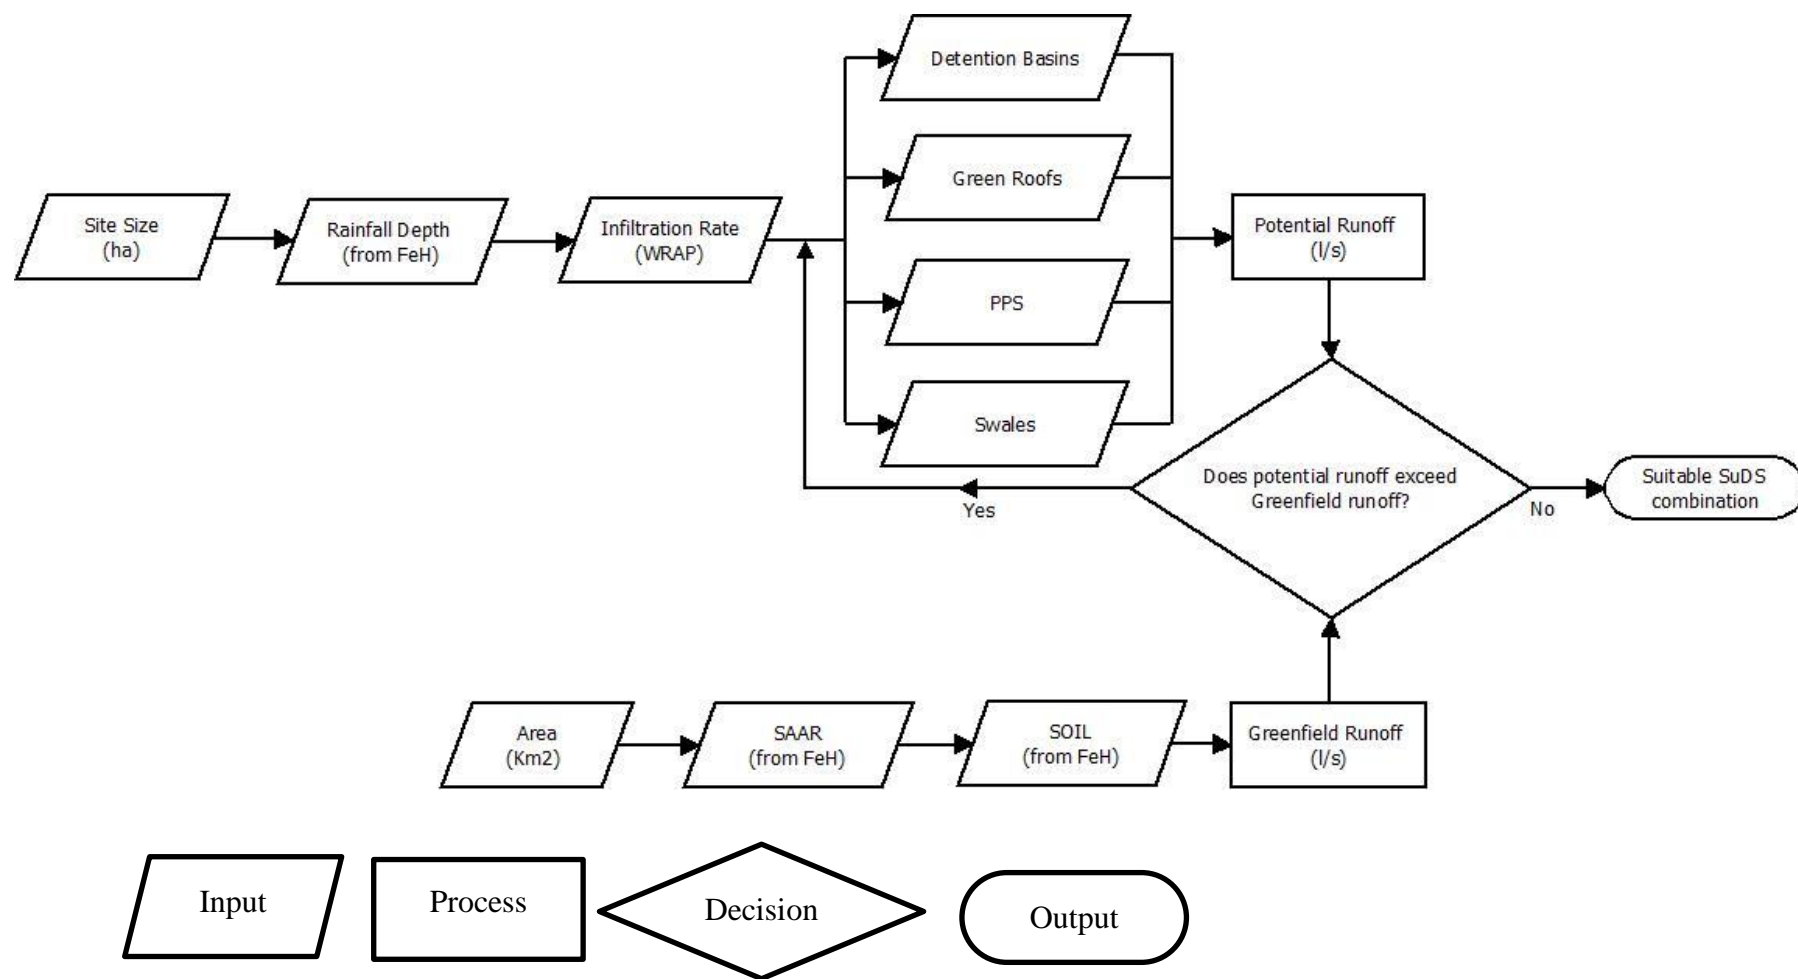 Detention Basins
Green Roofs
Site Size
(ha)
Rainfall Depth
(from FeH)
Infiltration Rate
(WRAP)
Potential Runoff
(l/s)
PPS
Swales
Does potential runoff exceed
Greenfield runoff?
Yes
No
Suitable SuDS
combination
Area
(Km2)
SAAR
(from FeH)
SOIL
(from FeH)
Greenfield Runoff
(l/s)
Input
Process
Decision
Output